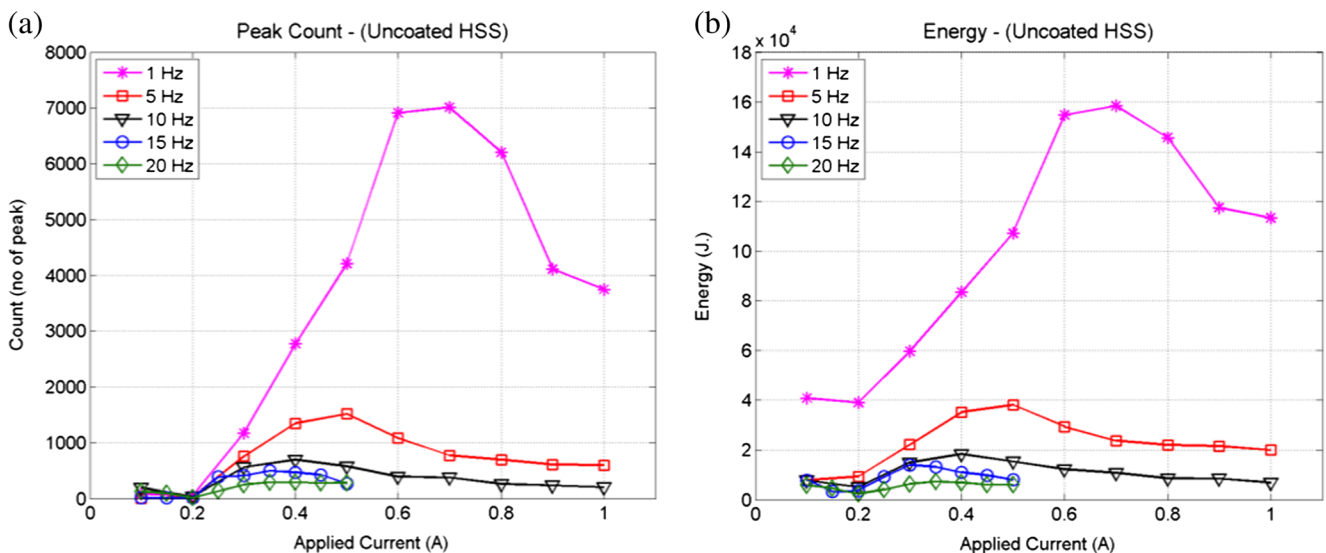 (a)
Peak Count - (Uncoated HSS)
8000
7000
6000
5000
4000
3000
2000
1000
0
Count (no of peak)
1 Hz
5 Hz
10 Hz
15 Hz
20 Hz
0 0.2 0.4 0.6 0.8 1
Applied Current (A)
(b)
Energy - (Uncoated HSS)
x 10^4
18
16
14
12
10
8
6
4
2
0
Energy (J.)
1 Hz
5 Hz
10 Hz
15 Hz
20 Hz
0 0.2 0.4 0.6 0.8 1
Applied Current (A)